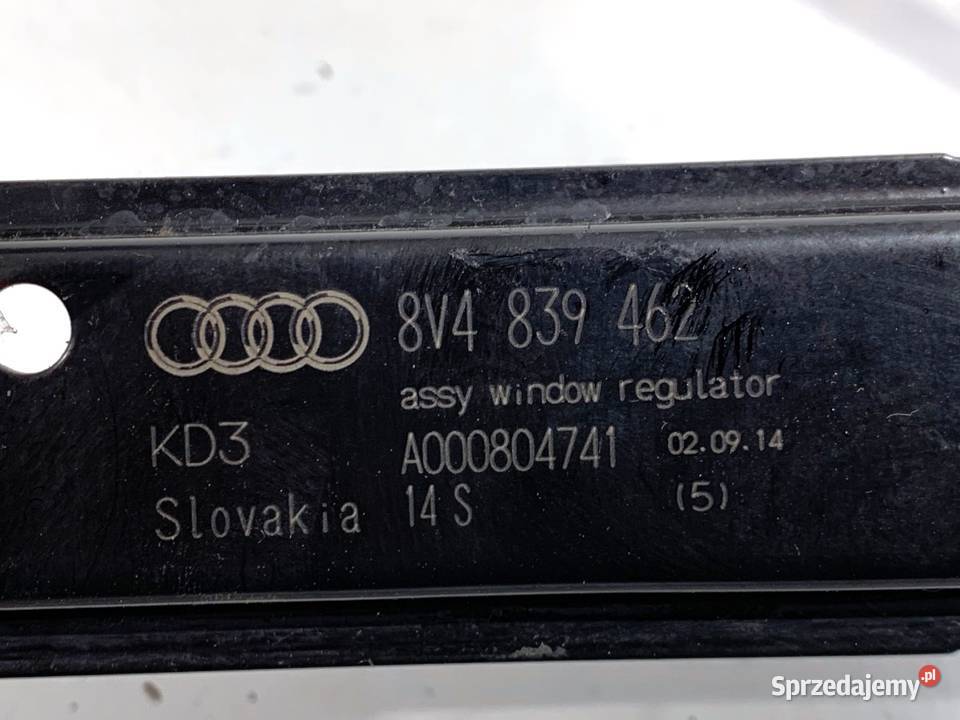 8V4 839 462
assy window regulator
KD3 A000804741 02.09.14
Slovakia 14 S (5)
Sprzedajemy.pl